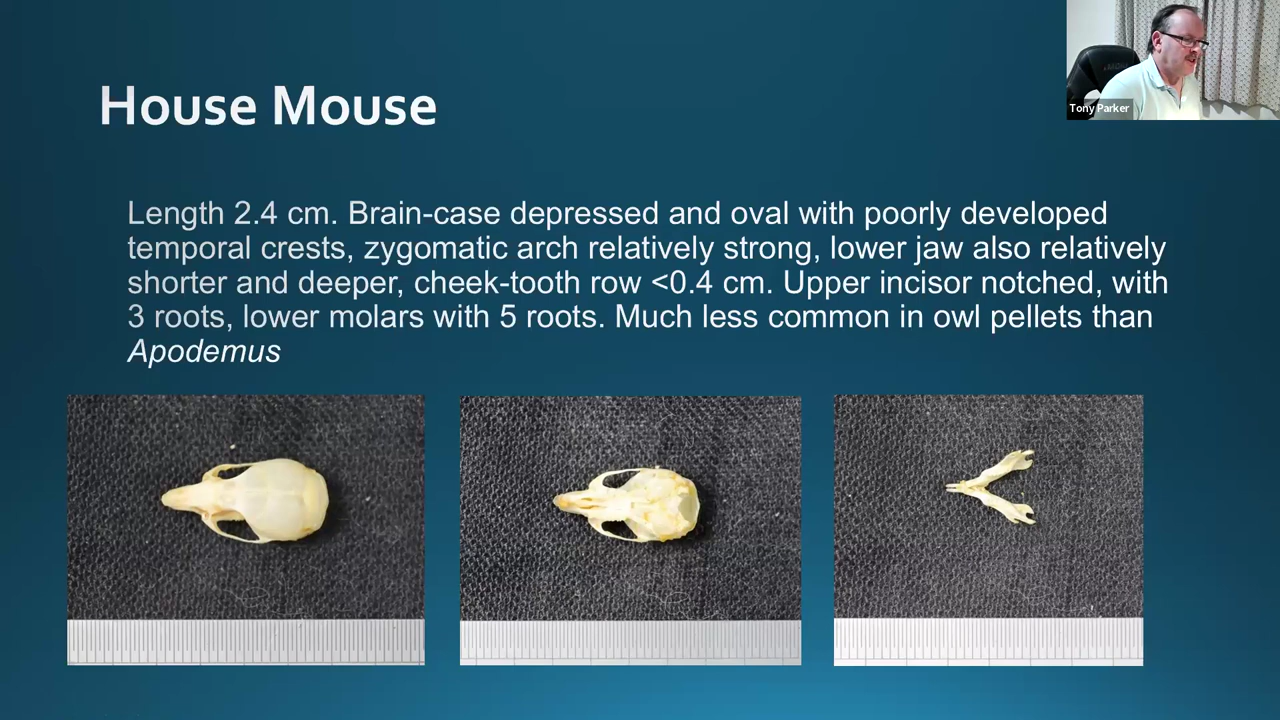 Tony Parker
House Mouse
Length 2.4 cm. Brain-case depressed and oval with poorly developed
temporal crests, zygomatic arch relatively strong, lower jaw also relatively
shorter and deeper, cheek-tooth row <0.4 cm. Upper incisor notched, with
3 roots, lower molars with 5 roots. Much less common in owl pellets than
Apodemus